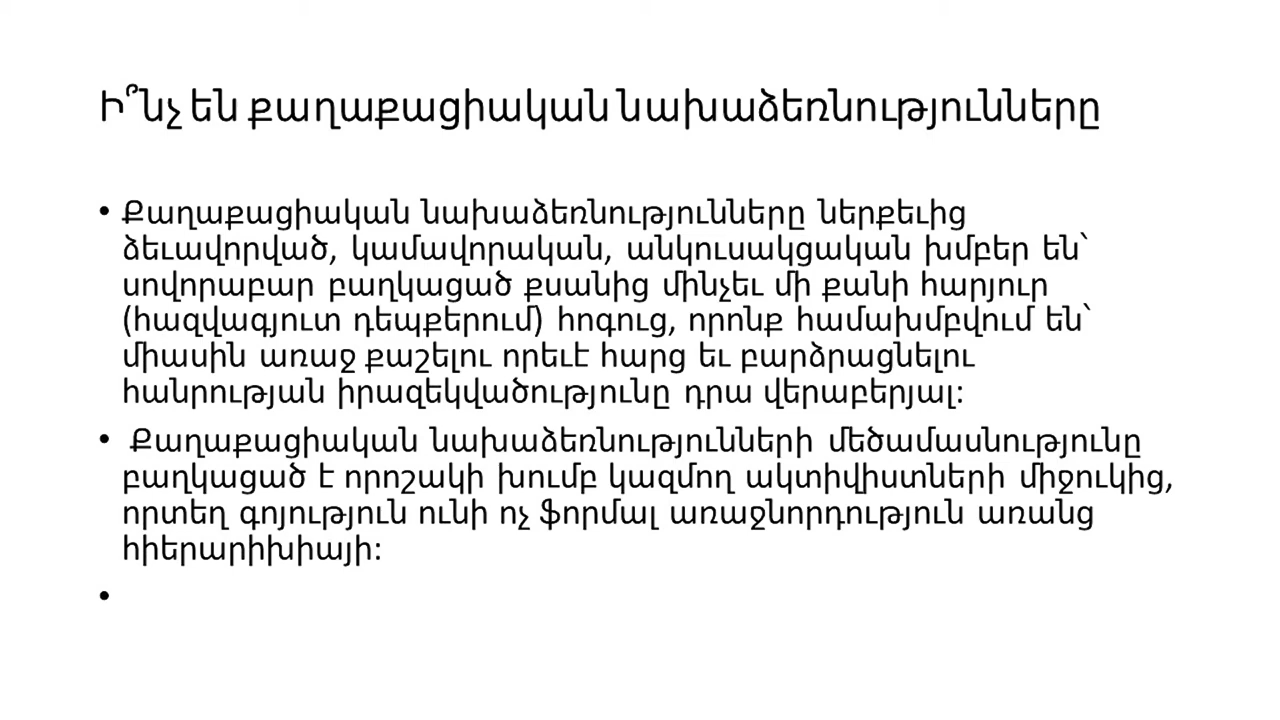 Ի՞նչ են քաղաքացիական նախաձեռնությունները
• Քաղաքացիական նախաձեռնությունները ներքեւից
ձեւավորված, կամավորական, անկուսակցական խմբեր են՝
սովորաբար բաղկացած քսանից մինչեւ մի քանի հարյուր
(հազվագյուտ դեպքերում) հոգուց, որոնք համախմբվում են՝
միասին առաջ քաշելու որեւէ հարց եւ բարձրացնելու
հանրության իրազեկվածությունը դրա վերաբերյալ:
• Քաղաքացիական նախաձեռնությունների մեծամասնությունը
բաղկացած է որոշակի խումբ կազմող ակտիվիստների միջուկից,
որտեղ գոյություն ունի ոչ ֆորմալ առաջնորդություն առանց
հիերարիխիայի:
•